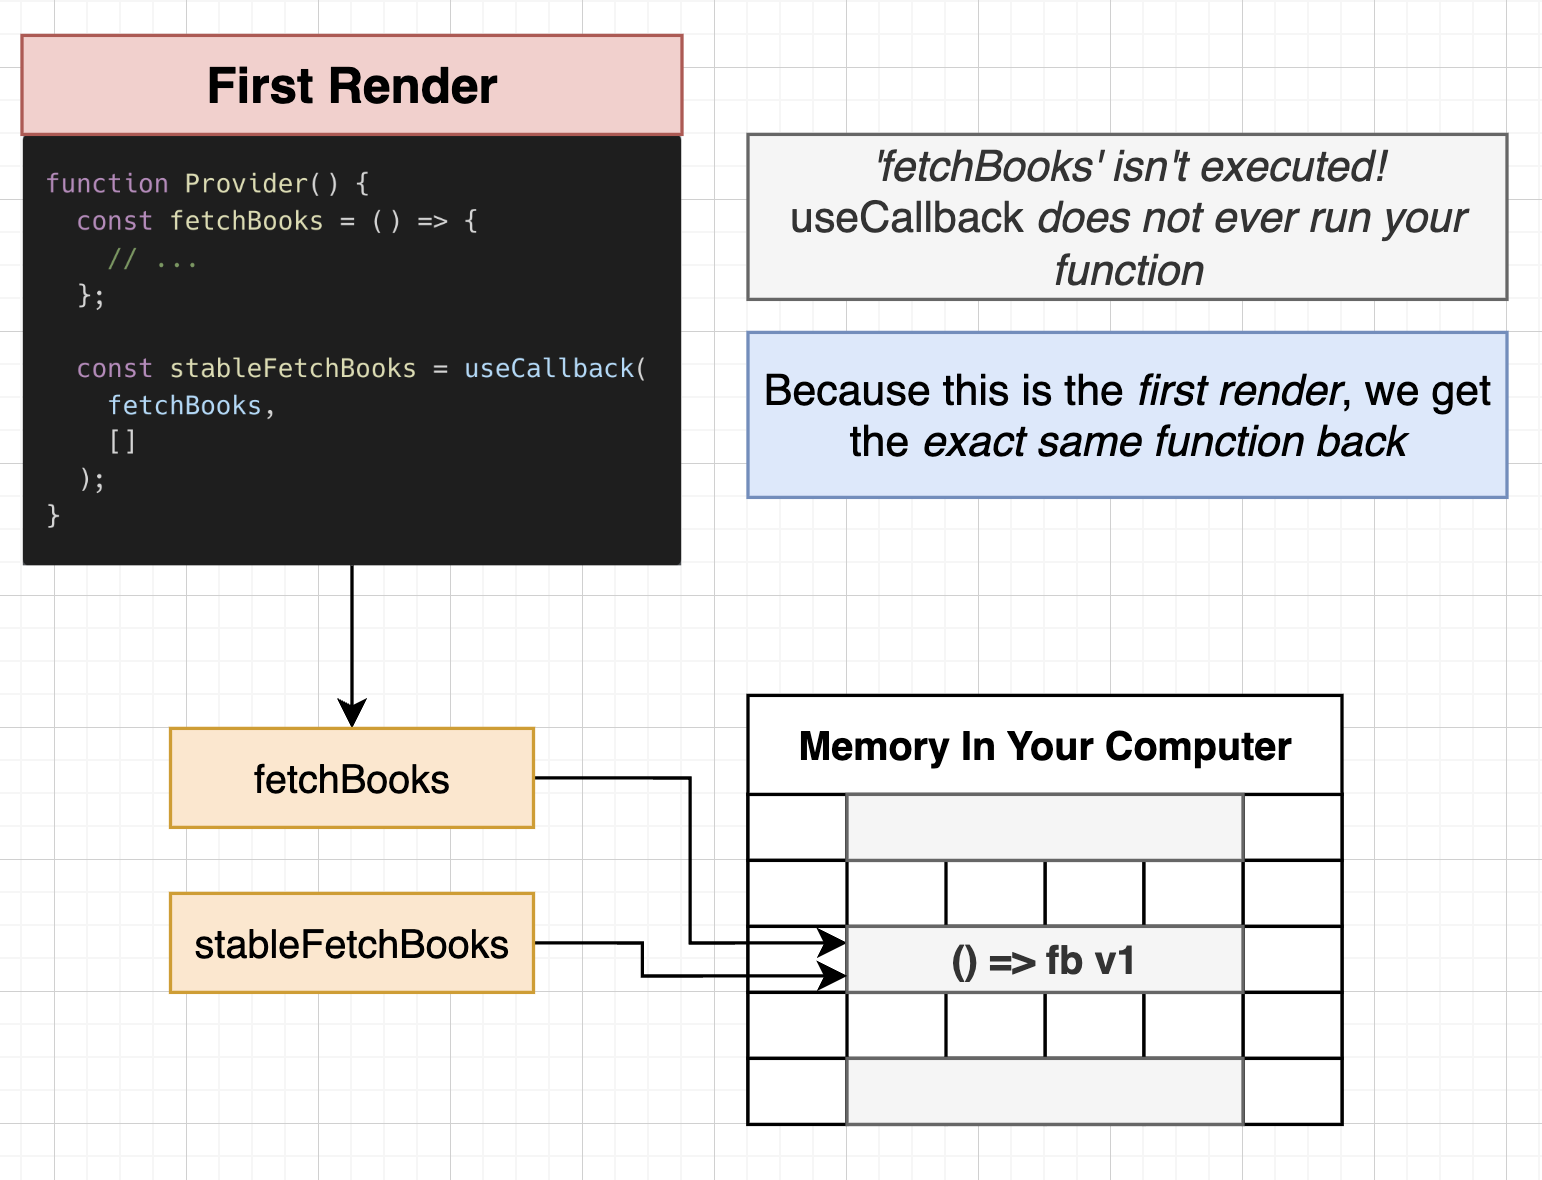 First Render
function Provider() {
  const fetchBooks = () => {
    // ...
  };

  const stableFetchBooks = useCallback(
    fetchBooks,
    []
  );
}
'fetchBooks' isn't executed!
useCallback does not ever run your
function
Because this is the first render, we get
the exact same function back
fetchBooks
stableFetchBooks
Memory In Your Computer
() => fb v1